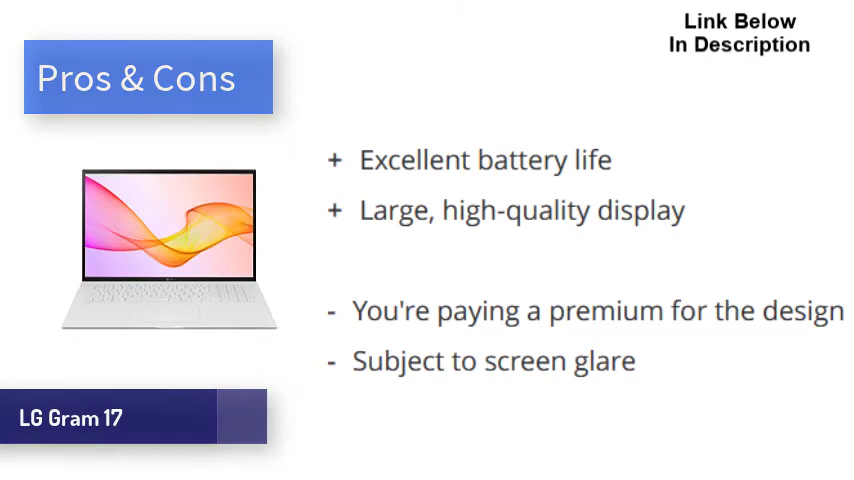 Link Below
In Description
Pros & Cons
+ Excellent battery life
+ Large, high-quality display
- You're paying a premium for the design
- Subject to screen glare
LG Gram 17